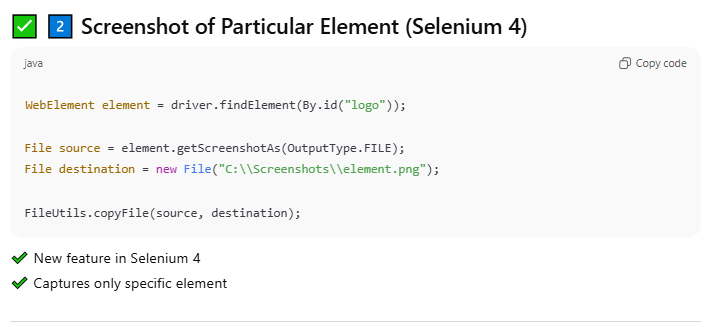 ✅ 2️⃣ Screenshot of Particular Element (Selenium 4)
java
Copy code
WebElement element = driver.findElement(By.id("logo"));
File source = element.getScreenshotAs(OutputType.FILE);
File destination = new File("C:\\Screenshots\\element.png");
FileUtils.copyFile(source, destination);
✔ New feature in Selenium 4
✔ Captures only specific element